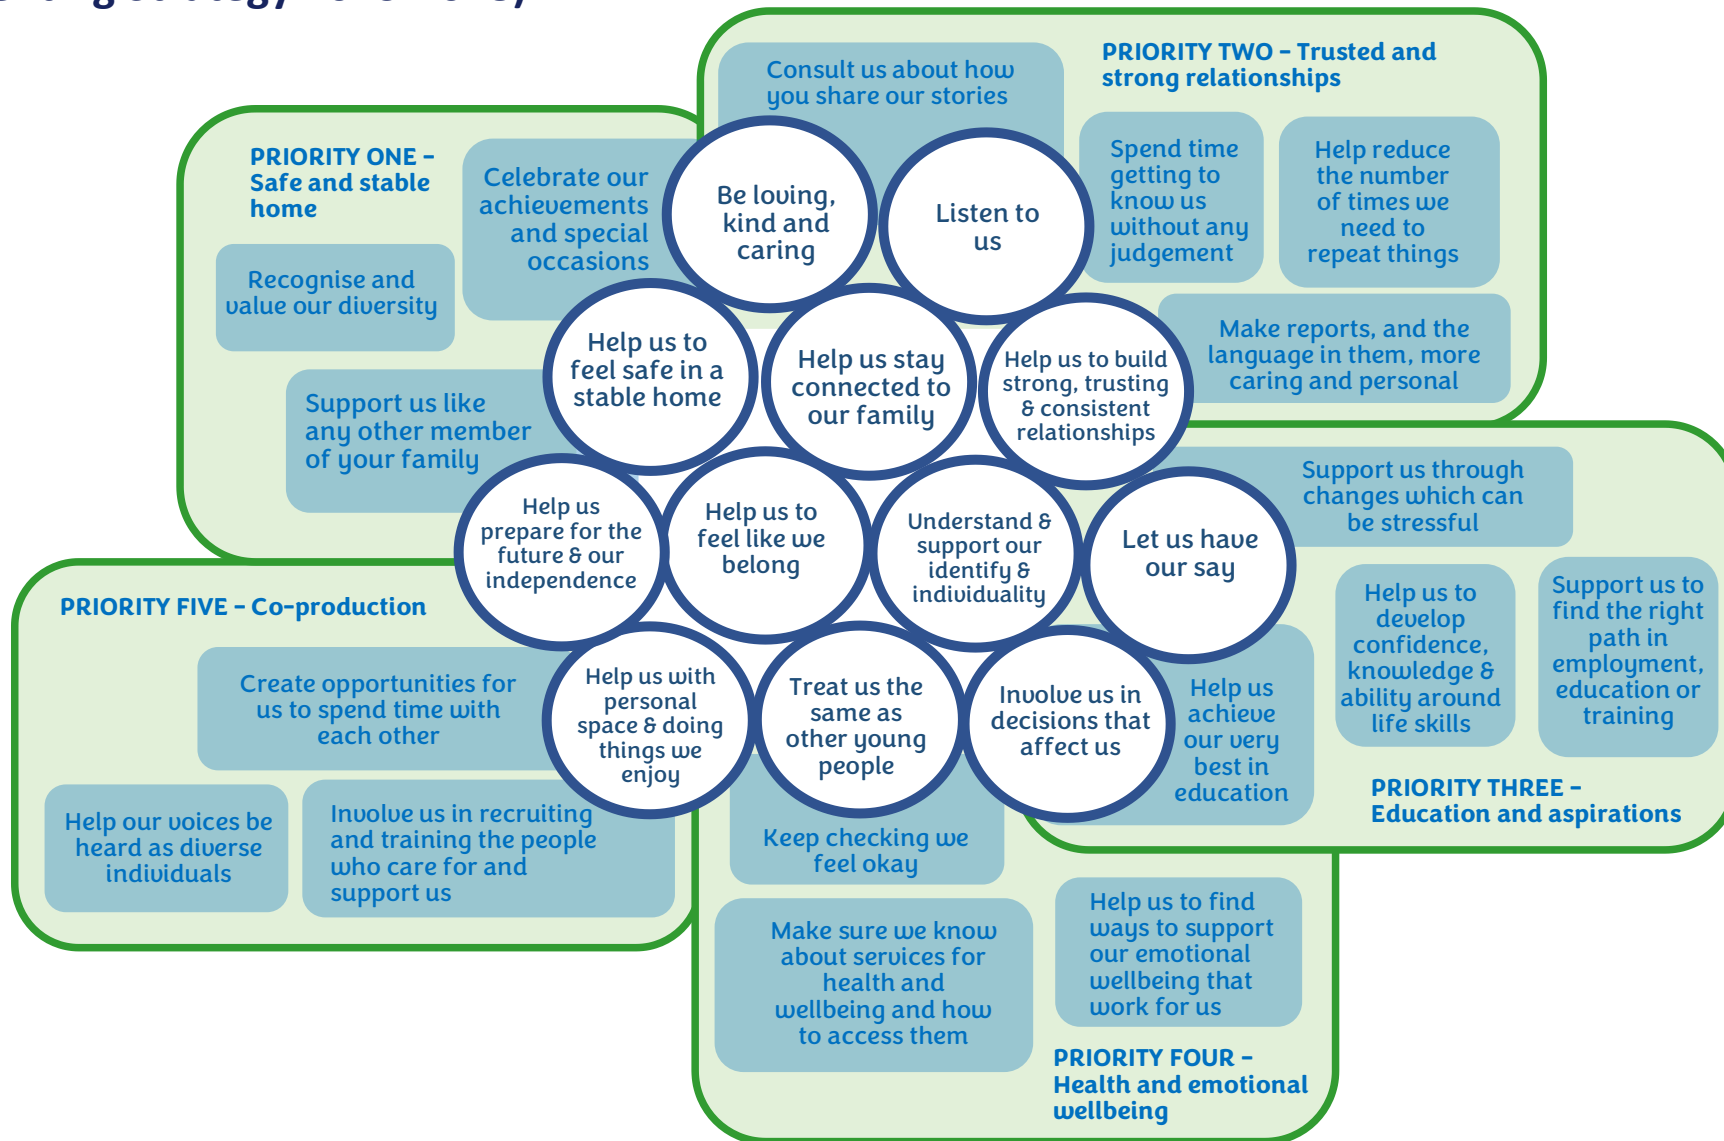 PRIORITY TWO – Trusted and
strong relationships
Consult us about how
you share our stories
Spend time
getting to
know us
without any
judgement
Help reduce
the number
of times we
need to
repeat things
Make reports, and the
language in them, more
caring and personal
PRIORITY ONE –
Safe and stable
home
Celebrate our
achievements
and special
occasions
Recognise and
value our diversity
Support us like
any other member
of your family
Be loving,
kind and
caring
Listen to
us
Help us to
feel safe in a
stable home
Help us stay
connected to
our family
Help us to build
strong, trusting
& consistent
relationships
Help us
prepare for the
future & our
independence
Help us to
feel like we
belong
Understand &
support our
identify &
individuality
Let us have
our say
Help us with
personal
space & doing
things we
enjoy
Treat us the
same as
other young
people
Involve us in
decisions that
affect us
Support us through
changes which can
be stressful
Help us to
develop
confidence,
knowledge &
ability around
life skills
Support us to
find the right
path in
employment,
education or
training
Help us
achieve
our very
best in
education
PRIORITY THREE –
Education and aspirations
PRIORITY FIVE – Co-production
Create opportunities for
us to spend time with
each other
Help our voices be
heard as diverse
individuals
Involve us in recruiting
and training the people
who care for and
support us
Keep checking we
feel okay
Make sure we know
about services for
health and
wellbeing and how
to access them
Help us to find
ways to support
our emotional
wellbeing that
work for us
PRIORITY FOUR –
Health and emotional
wellbeing